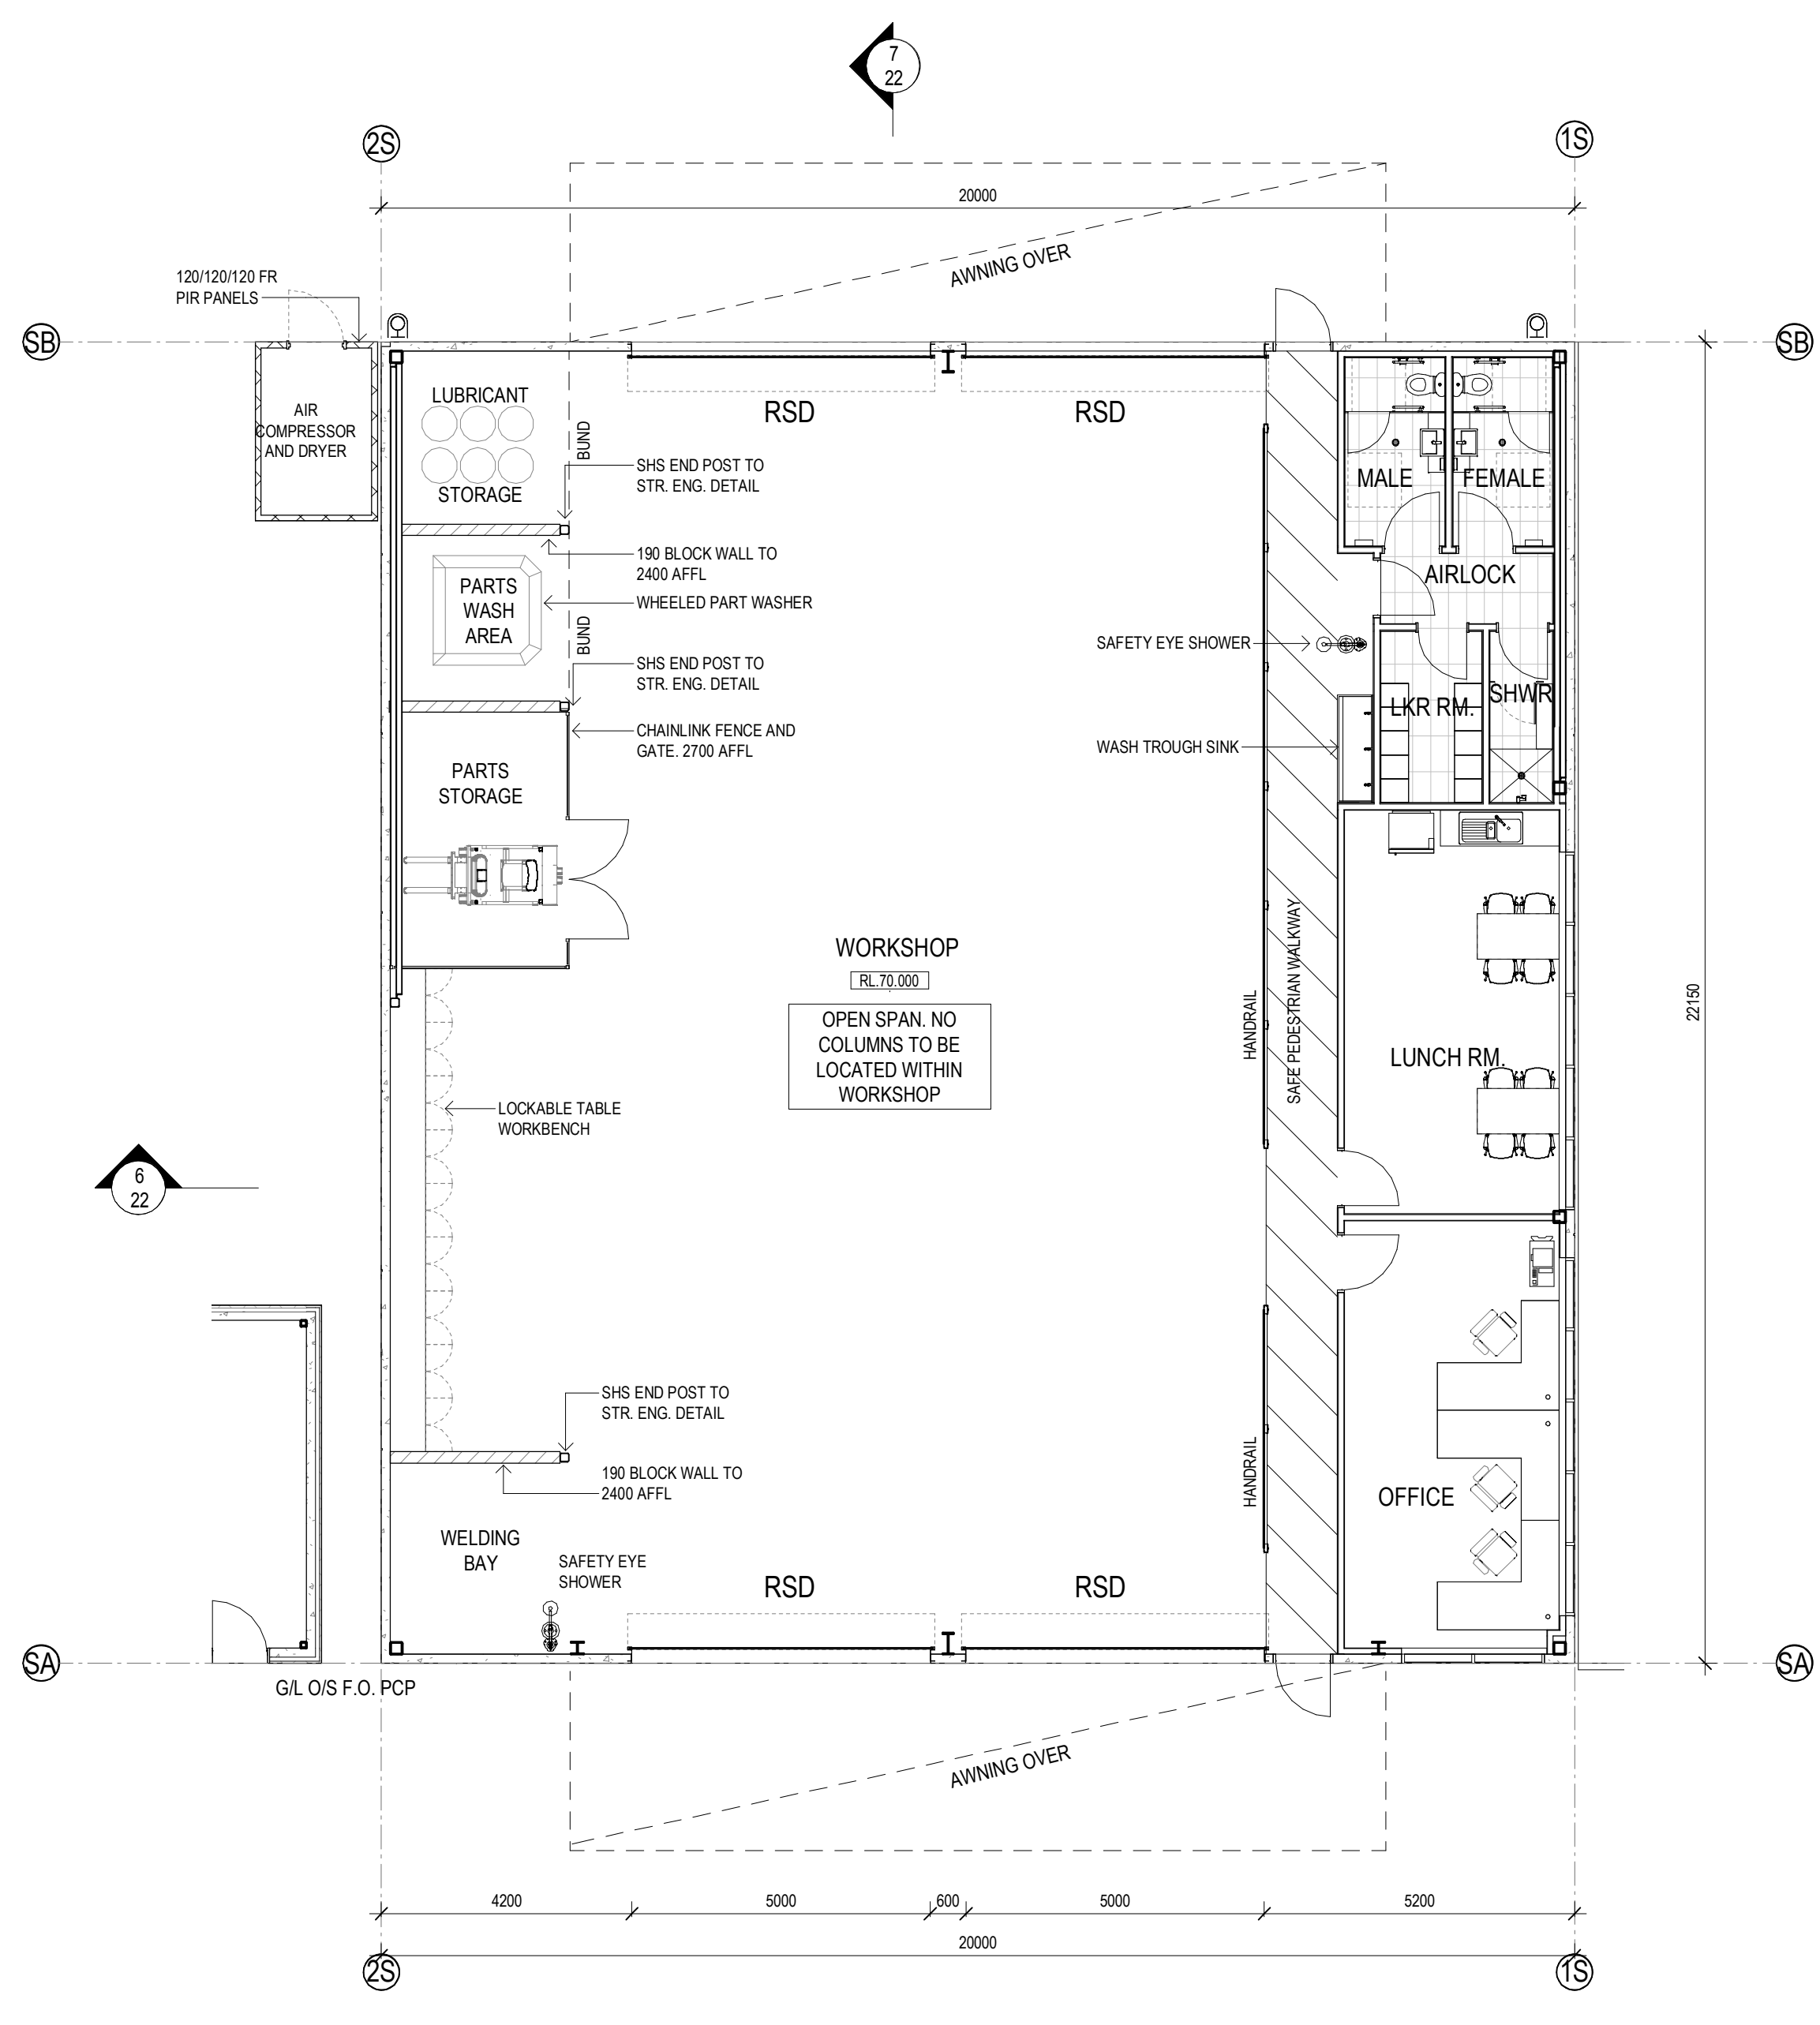 7
22
2S
1S
20000
AWNING OVER
120/120/120 FR
PIR PANELS
SB
SB
AIR
COMPRESSOR
AND DRYER
LUBRICANT
STORAGE
BUND
RSD
RSD
SHS END POST TO
STR. ENG. DETAIL
MALE
FEMALE
190 BLOCK WALL TO
2400 AFFL
PARTS
WASH
AREA
WHEELED PART WASHER
BUND
AIRLOCK
SAFETY EYE SHOWER
SHS END POST TO
STR. ENG. DETAIL
LKR RM.
SHWR
CHAINLINK FENCE AND
GATE. 2700 AFFL
WASH TROUGH SINK
PARTS
STORAGE
WORKSHOP
RL.70.000
OPEN SPAN. NO
COLUMNS TO BE
LOCATED WITHIN
WORKSHOP
HANDRAIL
SAFE PEDESTRIAN WALKWAY
LUNCH RM.
22150
LOCKABLE TABLE
WORKBENCH
6
22
SHS END POST TO
STR. ENG. DETAIL
190 BLOCK WALL TO
2400 AFFL
HANDRAIL
OFFICE
WELDING
BAY
SAFETY EYE
SHOWER
RSD
RSD
SA
SA
G/L O/S F.O. PCP
AWNING OVER
4200
5000
600
5000
5200
20000
2S
1S